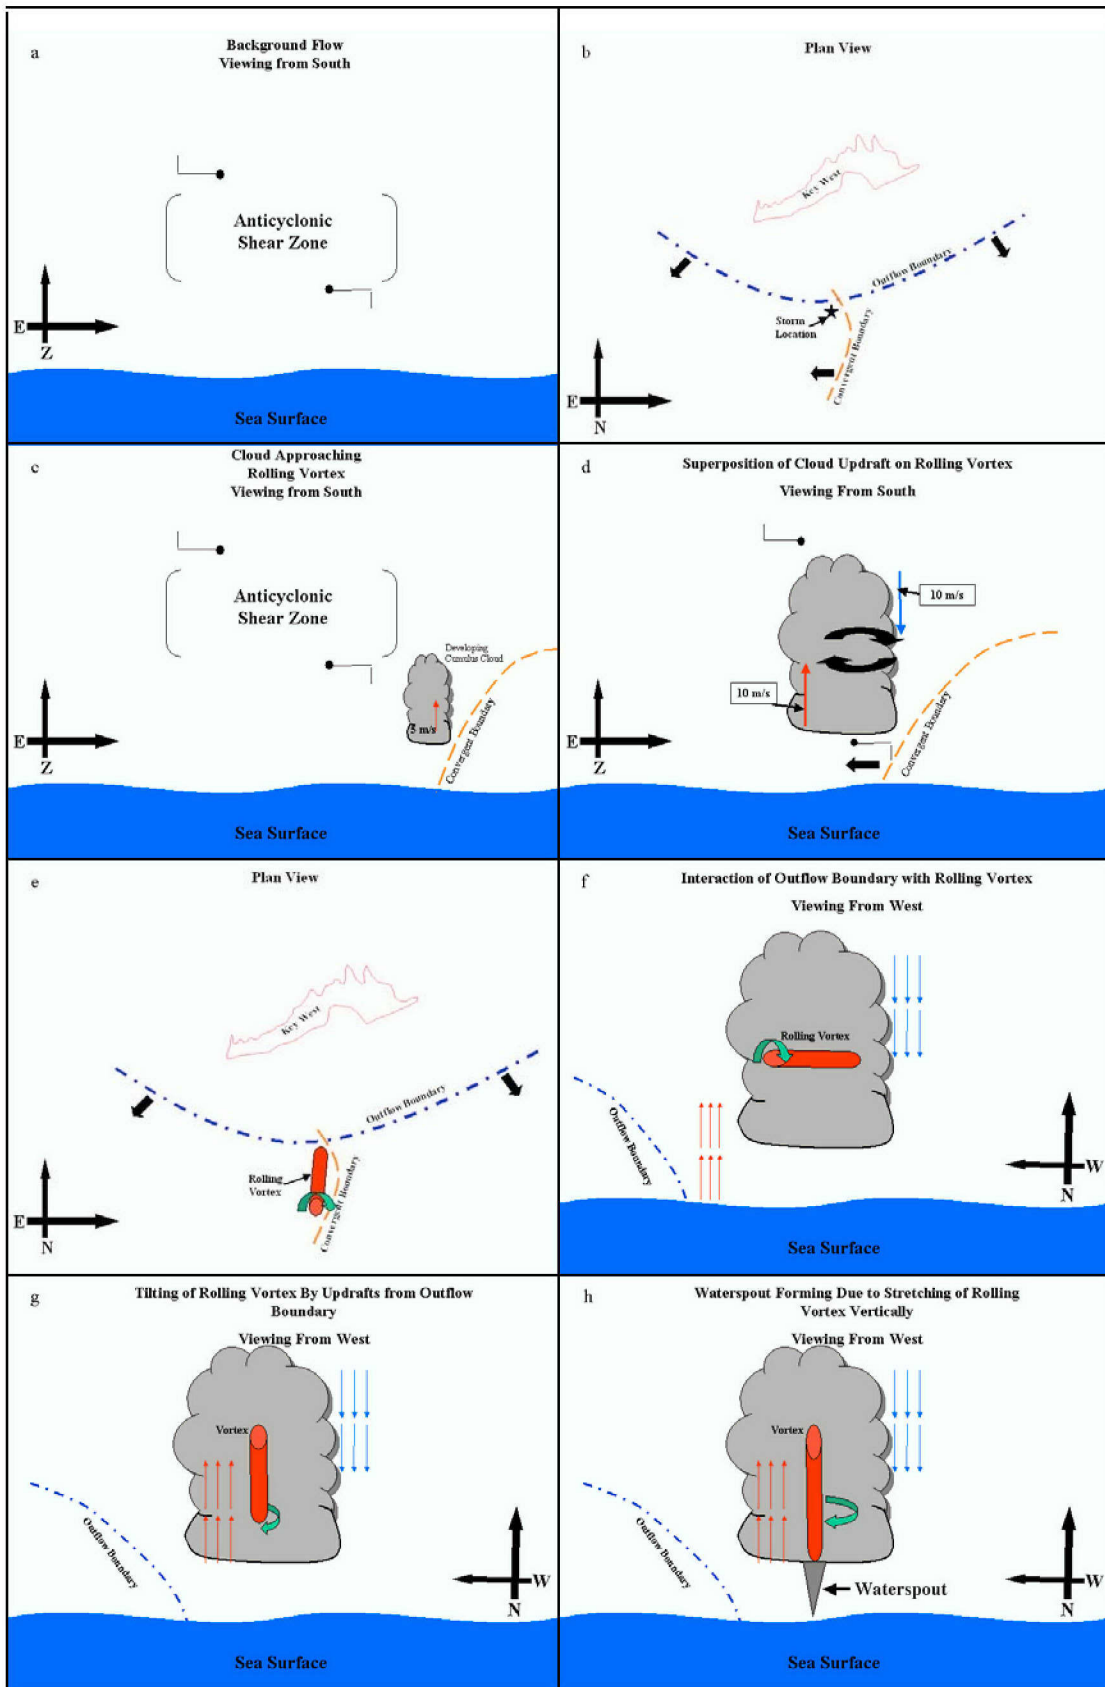 a
Background Flow
Viewing from South
Anticyclonic
Shear Zone
E
Z
Sea Surface
b
Plan View
Key West
Outflow Boundary
Storm
Location
Convergent Boundary
E
N
c
Cloud Approaching
Rolling Vortex
Viewing from South
Anticyclonic
Shear Zone
Developing
Cumulus Cloud
5 m/s
Convergent Boundary
E
Z
Sea Surface
d
Superposition of Cloud Updraft on Rolling Vortex
Viewing From South
10 m/s
10 m/s
Convergent Boundary
E
Z
Sea Surface
e
Plan View
Key West
Outflow Boundary
Rolling
Vortex
Convergent Boundary
E
N
f
Interaction of Outflow Boundary with Rolling Vortex
Viewing From West
Rolling Vortex
Outflow Boundary
W
N
Sea Surface
g
Tilting of Rolling Vortex By Updrafts from Outflow
Boundary
Viewing From West
Vortex
Outflow Boundary
W
N
Sea Surface
h
Waterspout Forming Due to Stretching of Rolling
Vortex Vertically
Viewing From West
Vortex
Outflow Boundary
W
N
Waterspout
Sea Surface